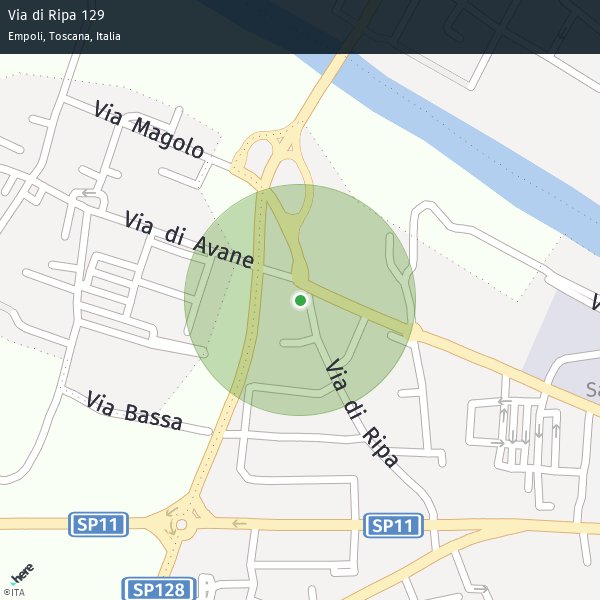 Via di Ripa 129
Empoli, Toscana, Italia
Via Magolo
Via di Avane
Via Bassa
Via di Ripa
SP11
SP11
SP128
here
©ITA